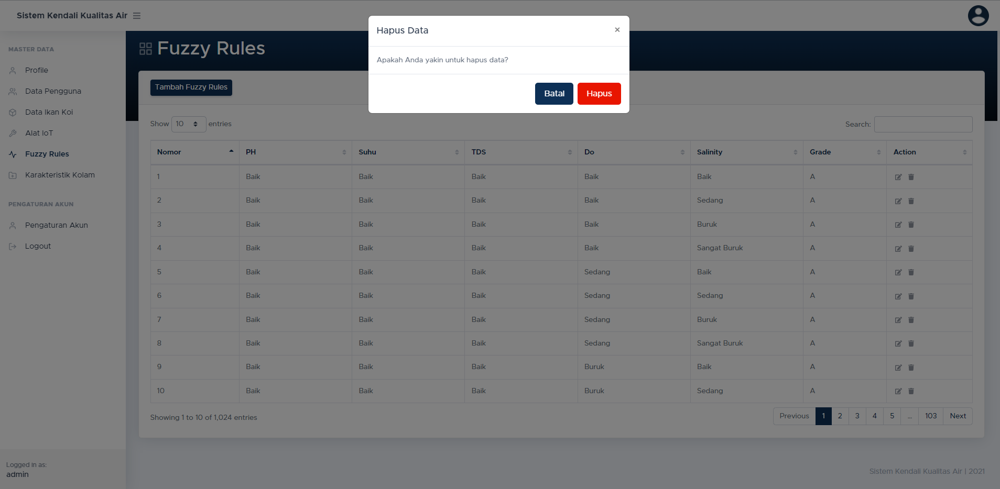 Sistem Kendali Kualitas Air
Hapus Data
×
Apakah Anda yakin untuk hapus data?
Batal Hapus
MASTER DATA
Profile
Data Pengguna
Data Ikan Koi
Alat IoT
Fuzzy Rules
Karakteristik Kolam
PENGATURAN AKUN
Pengaturan Akun
Logout
Logged in as:
admin
Fuzzy Rules
Tambah Fuzzy Rules
Show 10 entries Search:
Nomor PH Suhu TDS Do Salinity Grade Action
1 Baik Baik Baik Baik Baik A
2 Baik Baik Baik Baik Sedang A
3 Baik Baik Baik Baik Buruk A
4 Baik Baik Baik Baik Sangat Buruk A
5 Baik Baik Baik Sedang Baik A
6 Baik Baik Baik Sedang Sedang A
7 Baik Baik Baik Sedang Buruk A
8 Baik Baik Baik Sedang Sangat Buruk A
9 Baik Baik Baik Buruk Baik A
10 Baik Baik Baik Buruk Sedang A
Showing 1 to 10 of 1,024 entries Previous 1 2 3 4 5 … 103 Next
Sistem Kendali Kualitas Air | 2021